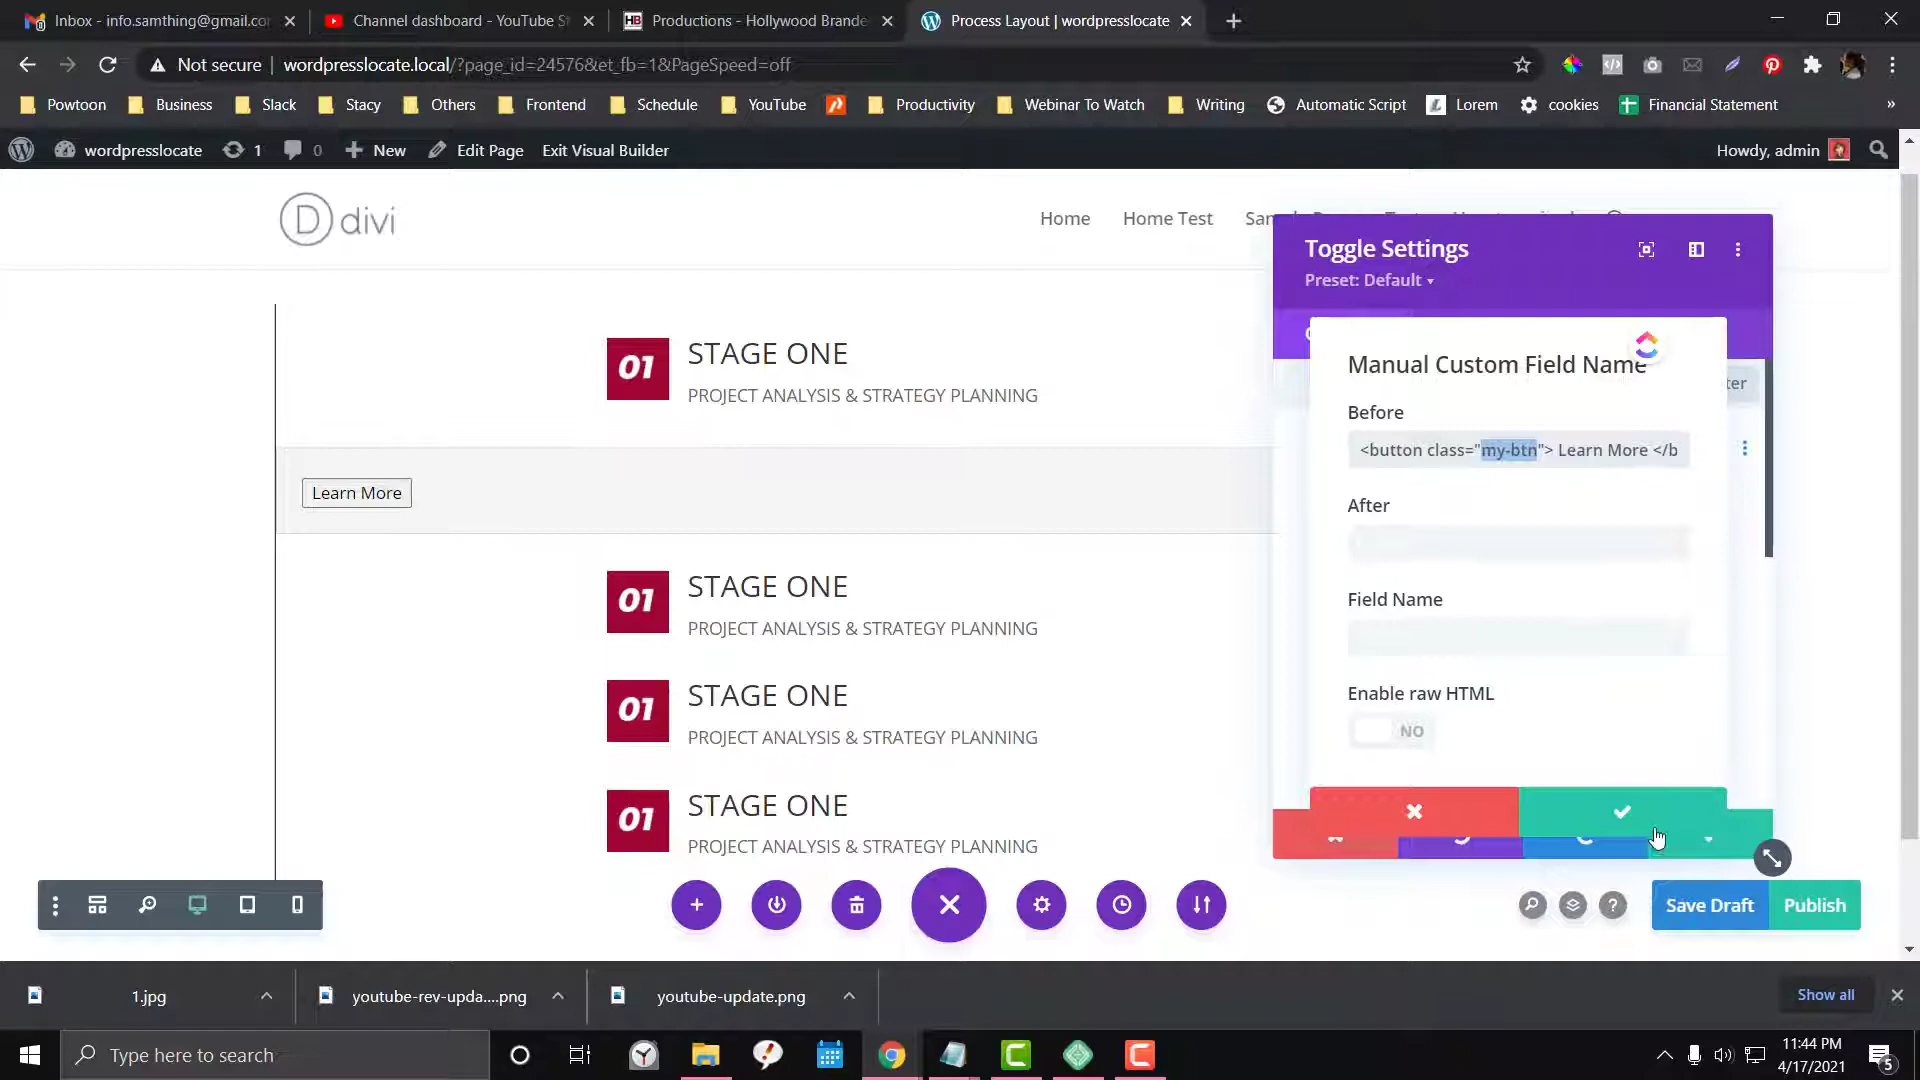 Inbox - info.samthing@gmail.co
Channel dashboard - YouTube S
HB Productions - Hollywood Brande
Process Layout | wordpresslocate
Not secure | wordpresslocate.local/?page_id=24576&et_fb=1&PageSpeed=off
Powtoon Business Slack Stacy Others Frontend Schedule YouTube Productivity Webinar To Watch Writing Automatic Script Lorem cookies Financial Statement »
wordpresslocate 1 0 New Edit Page Exit Visual Builder Howdy, admin
D divi
Home Home Test
Toggle Settings
Preset: Default
Manual Custom Field Name
ter
Before
<button class="my-btn"> Learn More </b
After
Field Name
Enable raw HTML
NO
01 STAGE ONE
PROJECT ANALYSIS & STRATEGY PLANNING
Learn More
01 STAGE ONE
PROJECT ANALYSIS & STRATEGY PLANNING
01 STAGE ONE
PROJECT ANALYSIS & STRATEGY PLANNING
01 STAGE ONE
PROJECT ANALYSIS & STRATEGY PLANNING
? Save Draft Publish
1.jpg
youtube-rev-upda....png
youtube-update.png
Show all
Type here to search
11:44 PM
4/17/2021
5